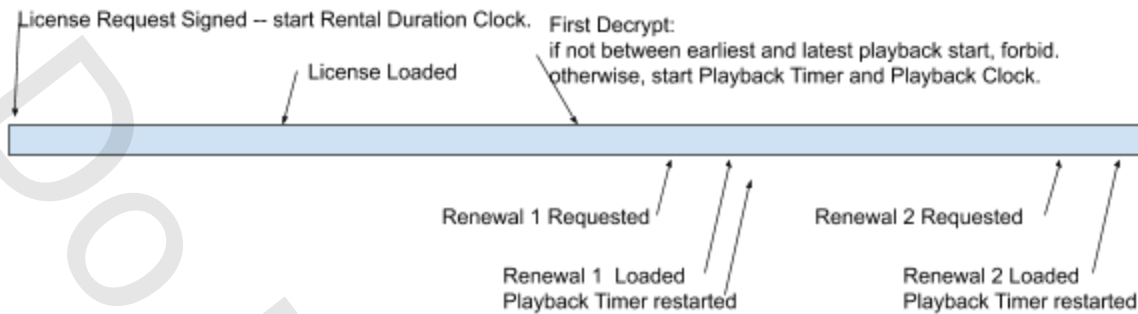 License Request Signed -- start Rental Duration Clock.
First Decrypt:
if not between earliest and latest playback start, forbid.
otherwise, start Playback Timer and Playback Clock.
License Loaded
Renewal 1 Requested
Renewal 2 Requested
Renewal 1 Loaded
Playback Timer restarted
Renewal 2 Loaded
Playback Timer restarted
Do